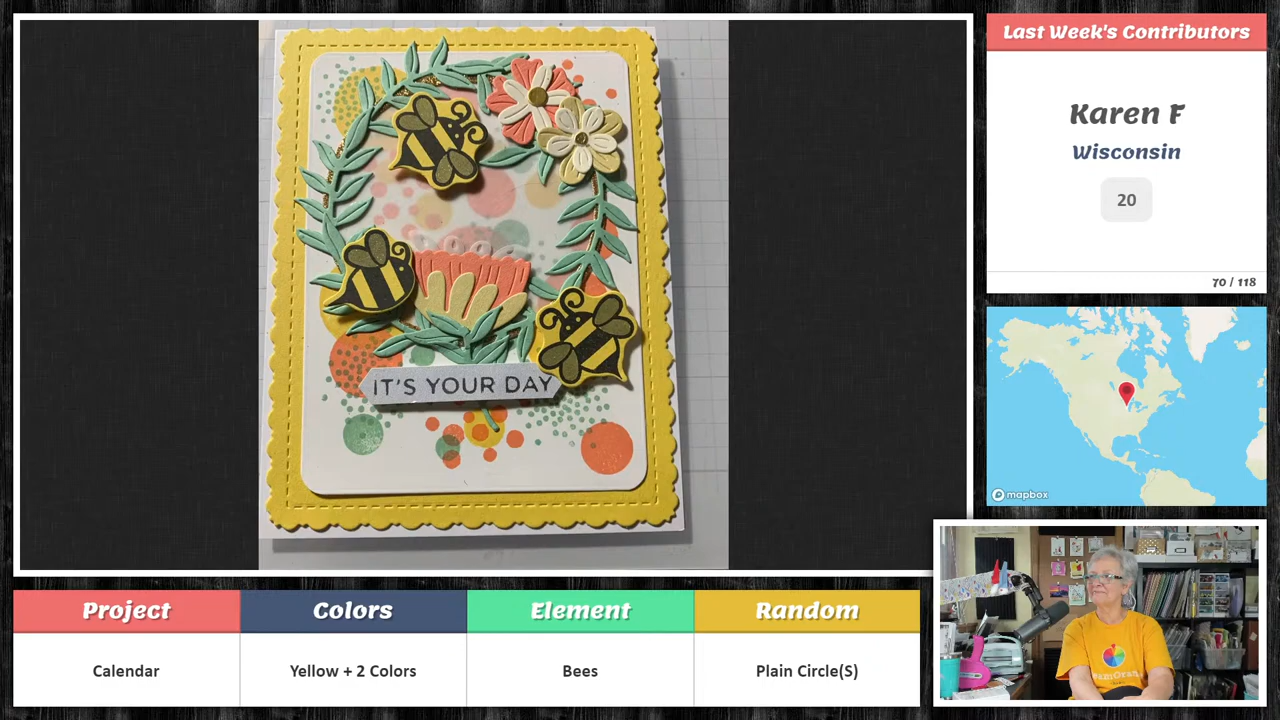 IT'S YOUR DAY
Last Week's Contributors
Karen F
Wisconsin
20
70 / 118
mapbox
Project
Colors
Element
Random
Calendar
Yellow + 2 Colors
Bees
Plain Circle(S)